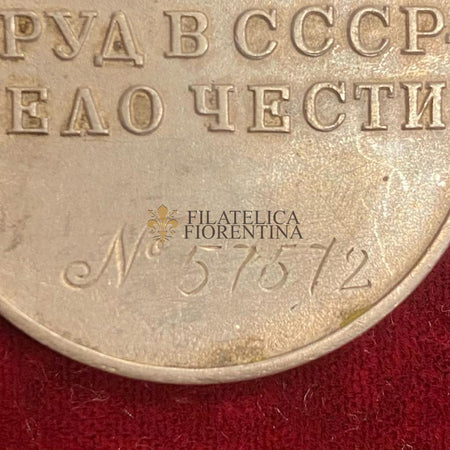 РУД В СССР-
ЕЛО ЧЕСТИ
FILATELICA
FIORENTINA
№ 57572